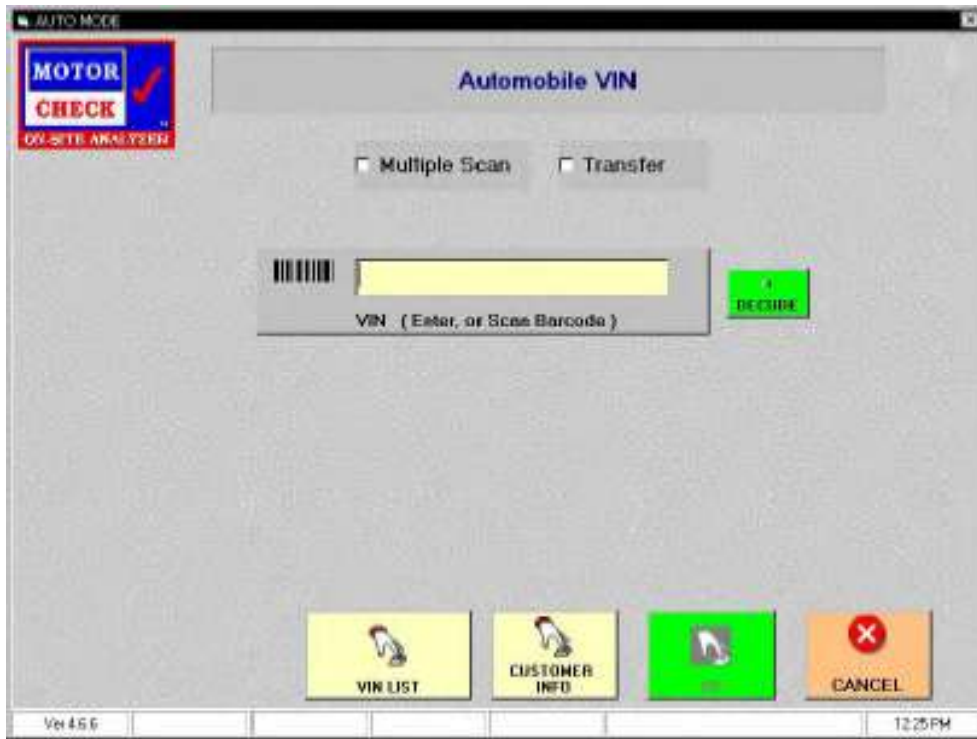 AUTO MODE
MOTOR
CHECK
ON-SITE ANALYZER
Automobile VIN
Multiple Scan
Transfer
VIN ( Enter, or Scan Barcode )
DECODE
VIN LIST
CUSTOMER
INFO
CANCEL
Ver 4.6.6
12:25 PM